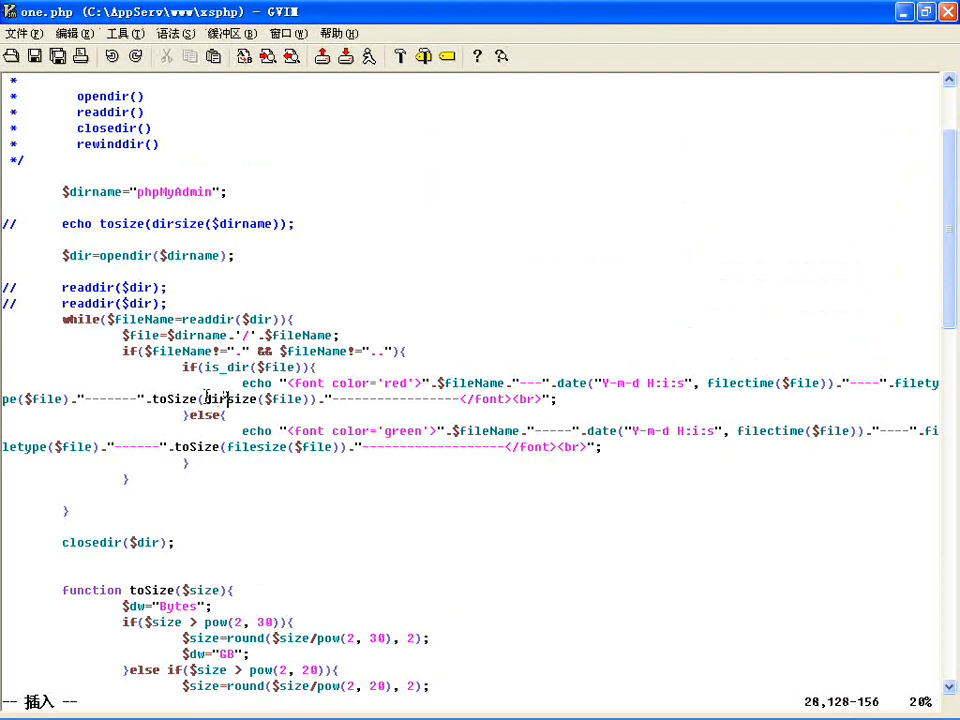 one.php (C:\AppServ\www\xsphp) - GVIM
文件(F) 编辑(E) 工具(T) 语法(S) 缓冲区(B) 窗口(W) 帮助(H)
*
* opendir()
* readdir()
* closedir()
* rewinddir()
*/
$dirname="phpMyAdmin";
// echo tosize(dirsize($dirname));
$dir=opendir($dirname);
// readdir($dir);
// readdir($dir);
while($fileName=readdir($dir)){
$file=$dirname.'/'.$fileName;
if($fileName!="." && $fileName!=".."){
if(is_dir($file)){
echo "<font color='red'>".$fileName."---".date("Y-m-d H:i:s", filectime($file))."----".filety
pe($file)."-------".toSize(dirsize($file))."-----------------</font><br>";
}else{
echo "<font color='green'>".$fileName."-----".date("Y-m-d H:i:s", filectime($file))."----".fi
letype($file)."------".toSize(filesize($file))."-------------------</font><br>";
}
}
}
closedir($dir);
function toSize($size){
$dw="Bytes";
if($size > pow(2, 30)){
$size=round($size/pow(2, 30), 2);
$dw="GB";
}else if($size > pow(2, 20)){
$size=round($size/pow(2, 20), 2);
-- 插入 -- 28,128-156 20%